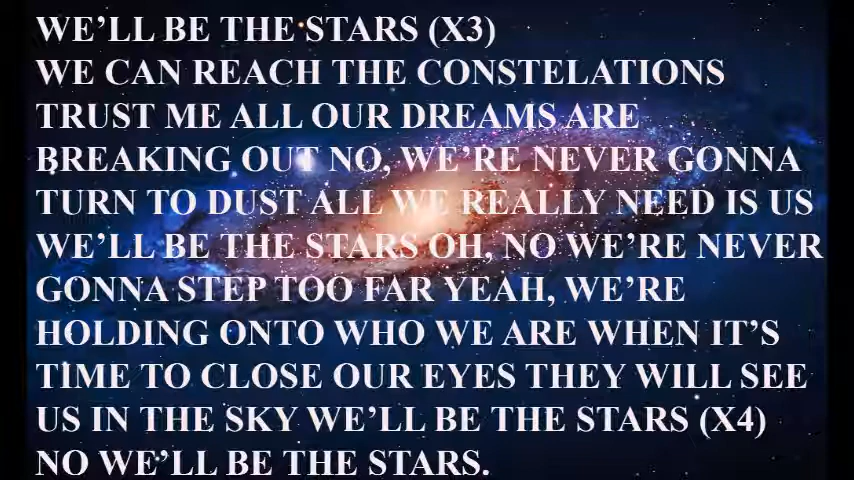 WE’LL BE THE STARS (X3)
WE CAN REACH THE CONSTELATIONS
TRUST ME ALL OUR DREAMS ARE
BREAKING OUT NO, WE’RE NEVER GONNA
TURN TO DUST ALL WE REALLY NEED IS US
WE’LL BE THE STARS OH, NO WE’RE NEVER
GONNA STEP TOO FAR YEAH, WE’RE
HOLDING ONTO WHO WE ARE WHEN IT’S
TIME TO CLOSE OUR EYES THEY WILL SEE
US IN THE SKY WE’LL BE THE STARS (X4)
NO WE’LL BE THE STARS.